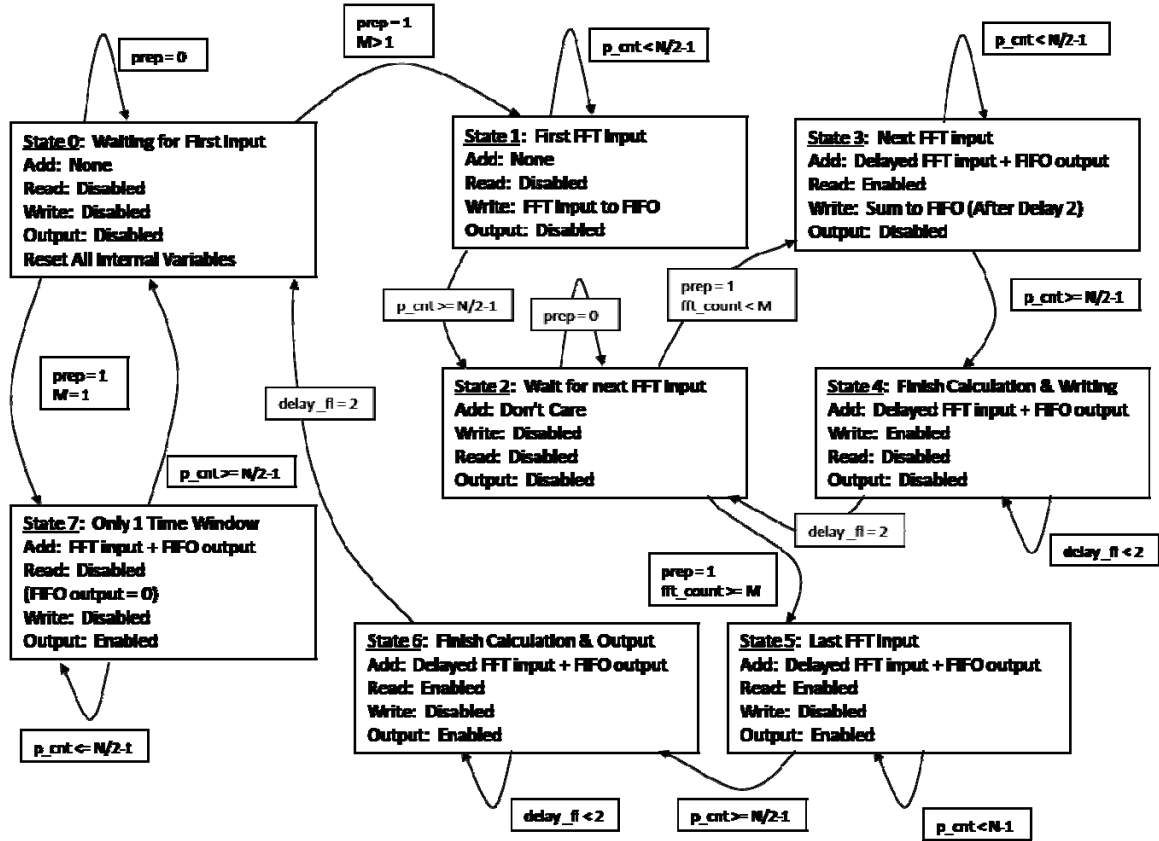 prep = 0
prep = 1
M > 1
p_cnt < N/2-1
p_cnt < N/2-1
State 0: Waiting for First Input
Add: None
Read: Disabled
Write: Disabled
Output: Disabled
Reset All Internal Variables
State 1: First FFT Input
Add: None
Read: Disabled
Write: FFT Input to FIFO
Output: Disabled
State 3: Next FFT input
Add: Delayed FFT input + FIFO output
Read: Enabled
Write: Sum to FIFO (After Delay 2)
Output: Disabled
p_cnt >= N/2-1
prep = 0
prep = 1
fft_count < M
p_cnt >= N/2-1
prep = 1
M = 1
delay_fl = 2
State 2: Wait for next FFT Input
Add: Don't Care
Write: Disabled
Read: Disabled
Output: Disabled
State 4: Finish Calculation & Writing
Add: Delayed FFT input + FIFO output
Write: Enabled
Read: Disabled
Output: Disabled
p_cnt >= N/2-1
delay_fl = 2
delay_fl < 2
State 7: Only 1 Time Window
Add: FFT input + FIFO output
Read: Disabled
(FIFO output = 0)
Write: Disabled
Output: Enabled
prep = 1
fft_count >= M
State 6: Finish Calculation & Output
Add: Delayed FFT input + FIFO output
Read: Enabled
Write: Disabled
Output: Enabled
State 5: Last FFT Input
Add: Delayed FFT input + FIFO output
Read: Enabled
Write: Disabled
Output: Enabled
p_cnt <= N/2-1
delay_fl < 2
p_cnt >= N/2-1
p_cnt < N-1